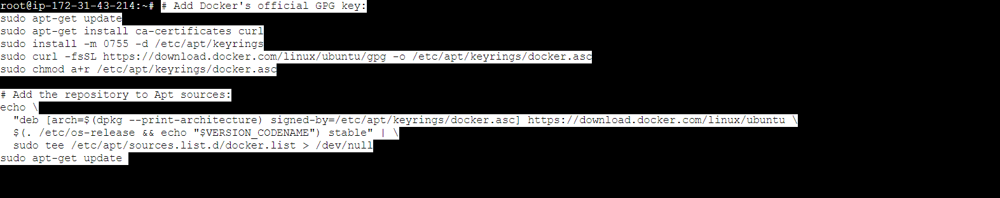 root@ip-172-31-43-214:~# # Add Docker's official GPG key:
sudo apt-get update
sudo apt-get install ca-certificates curl
sudo install -m 0755 -d /etc/apt/keyrings
sudo curl -fsSL https://download.docker.com/linux/ubuntu/gpg -o /etc/apt/keyrings/docker.asc
sudo chmod a+r /etc/apt/keyrings/docker.asc

# Add the repository to Apt sources:
echo \
  "deb [arch=$(dpkg --print-architecture) signed-by=/etc/apt/keyrings/docker.asc] https://download.docker.com/linux/ubuntu \
  $(. /etc/os-release && echo "$VERSION_CODENAME") stable" | \
  sudo tee /etc/apt/sources.list.d/docker.list > /dev/null
sudo apt-get update